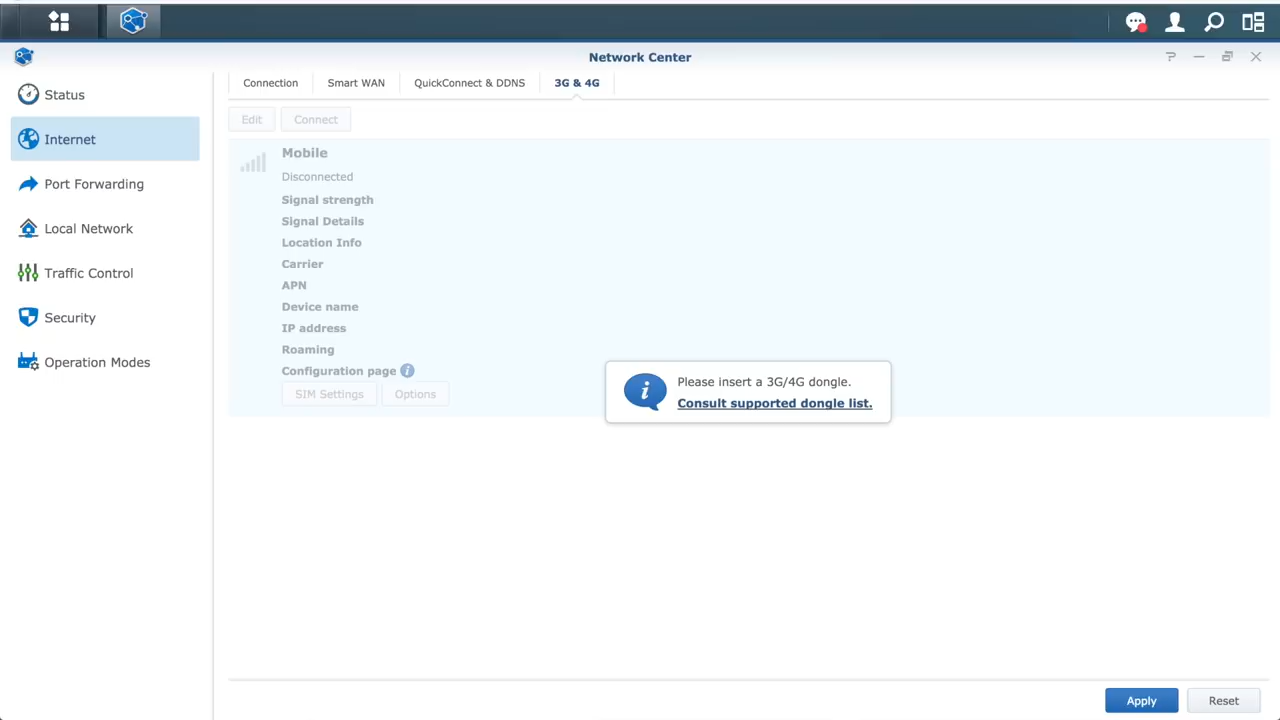 Network Center
?
Status
Internet
Port Forwarding
Local Network
Traffic Control
Security
Operation Modes
Connection
Smart WAN
QuickConnect & DDNS
3G & 4G
Edit
Connect
Mobile
Disconnected
Signal strength
Signal Details
Location Info
Carrier
APN
Device name
IP address
Roaming
Configuration page i
SIM Settings
Options
i
Please insert a 3G/4G dongle.
Consult supported dongle list.
Apply
Reset